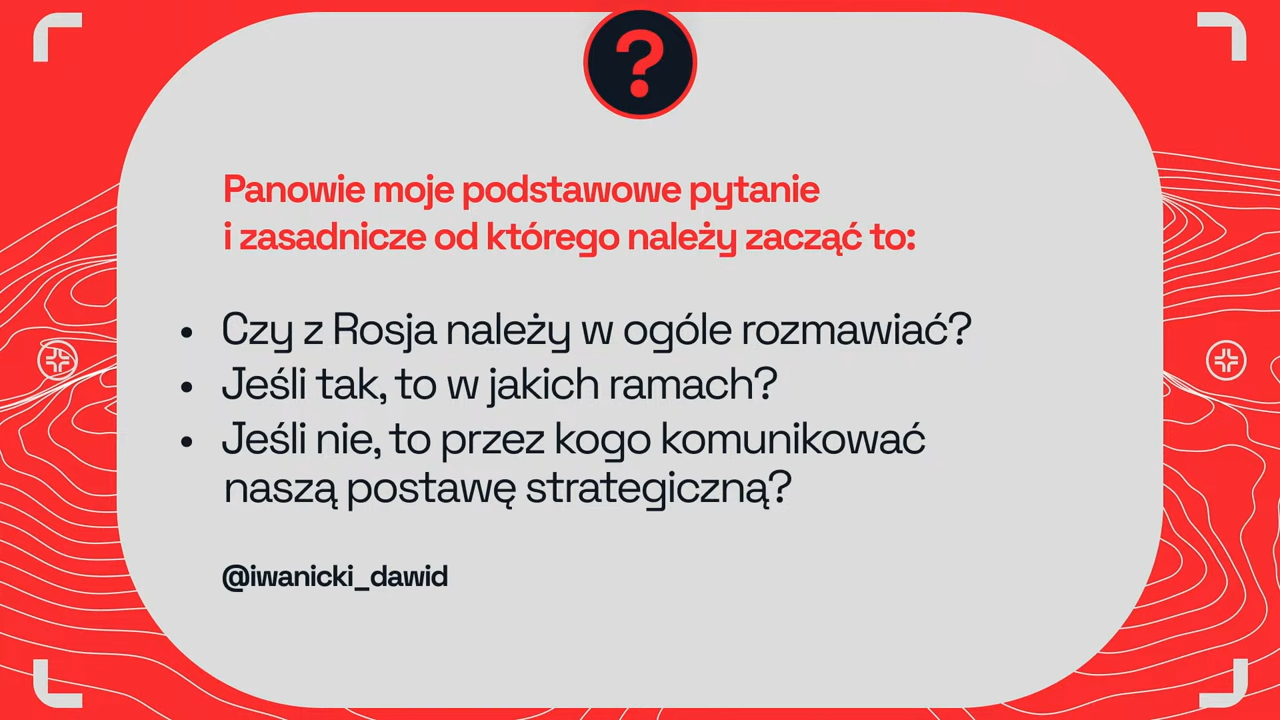 ?
Panowie moje podstawowe pytanie
i zasadnicze od którego należy zacząć to:
• Czy z Rosja należy w ogóle rozmawiać?
• Jeśli tak, to w jakich ramach?
• Jeśli nie, to przez kogo komunikować
naszą postawę strategiczną?
@iwanicki_dawid